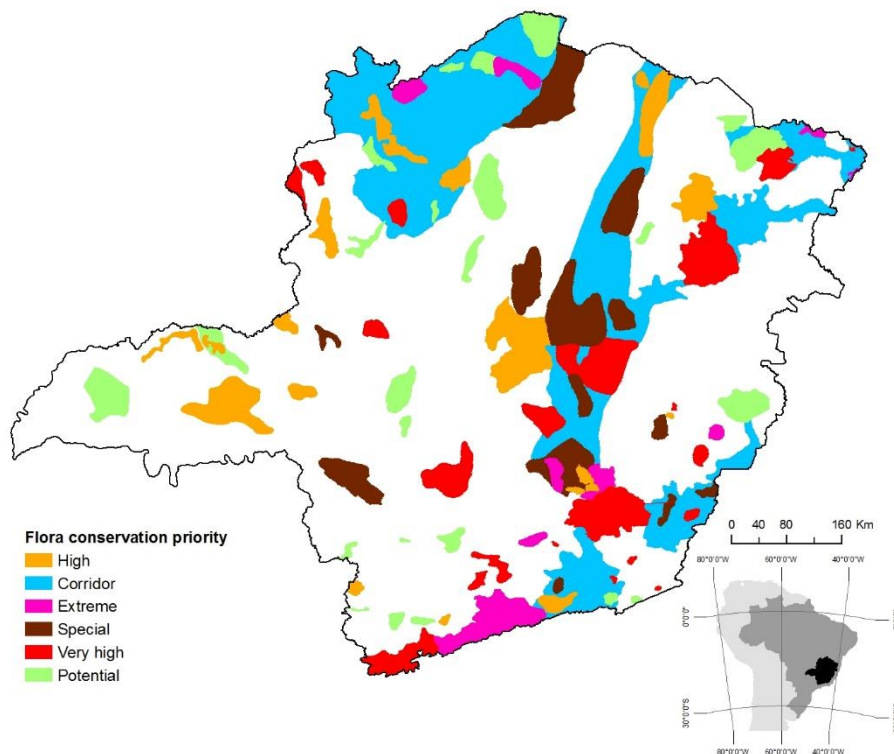 Flora conservation priority
High
Corridor
Extreme
Special
Very high
Potential
0 40 80 160 Km
80°0'0"W 60°0'0"W 40°0'0"W
0°0'0"
30°0'0"S
80°0'0"W 60°0'0"W 40°0'0"W